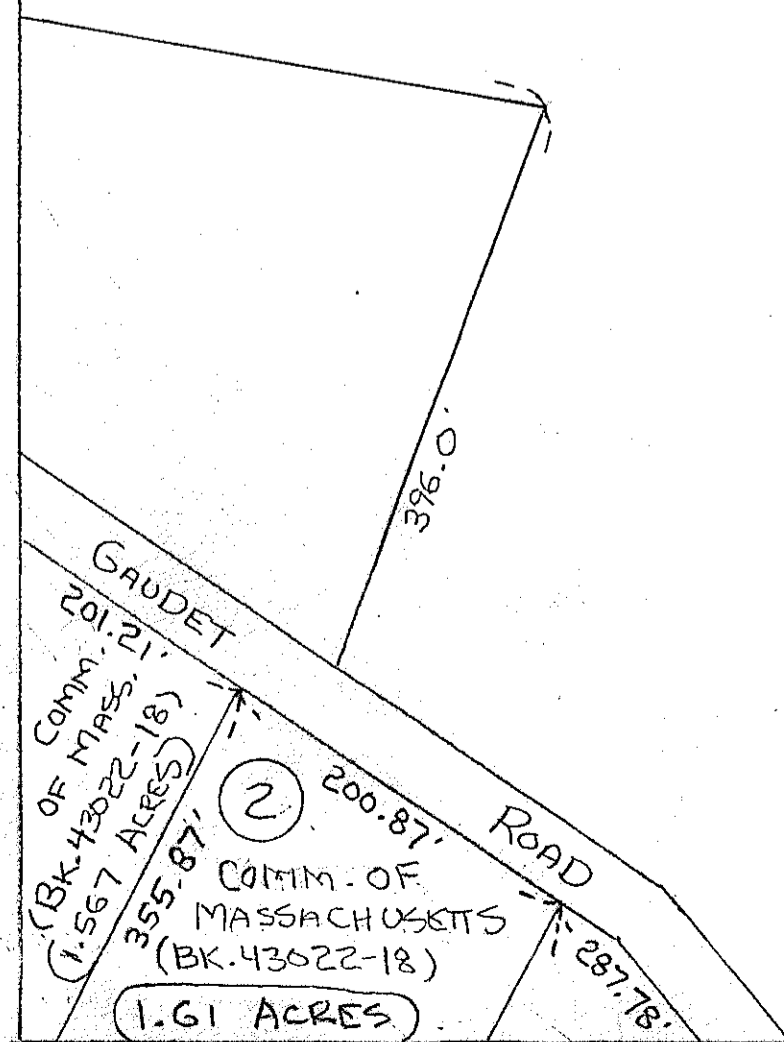 396.0'
GAUDET
ROAD
201.21'
COMM.
OF MASS.
(BK.43022-18)
(1.567 ACRES)
355.87'
2
200.87'
COMM. OF
MASSACHUSETTS
(BK.43022-18)
1.61 ACRES
287.78'